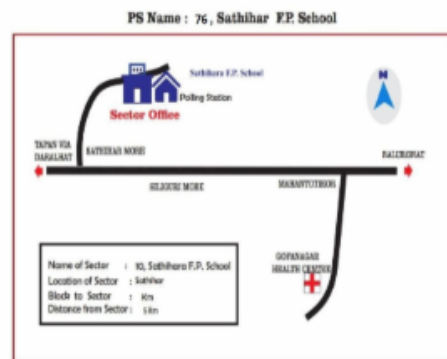 PS Name : 76, Sathihar F.P. School
N
Sathihara F.P. School
Polling Station
Sector Office
TAPAN VIA
DARALHAT
SATHIHAR MORE
BALURGHAT
SILIGURI MORE
GOPANAGAR
HEALTH CENTRE
Name of Sector : 10, Sathihara F.P. School
Location of Sector : Sathihar
Block to Sector : Km
Distance from Sector : 5 Km